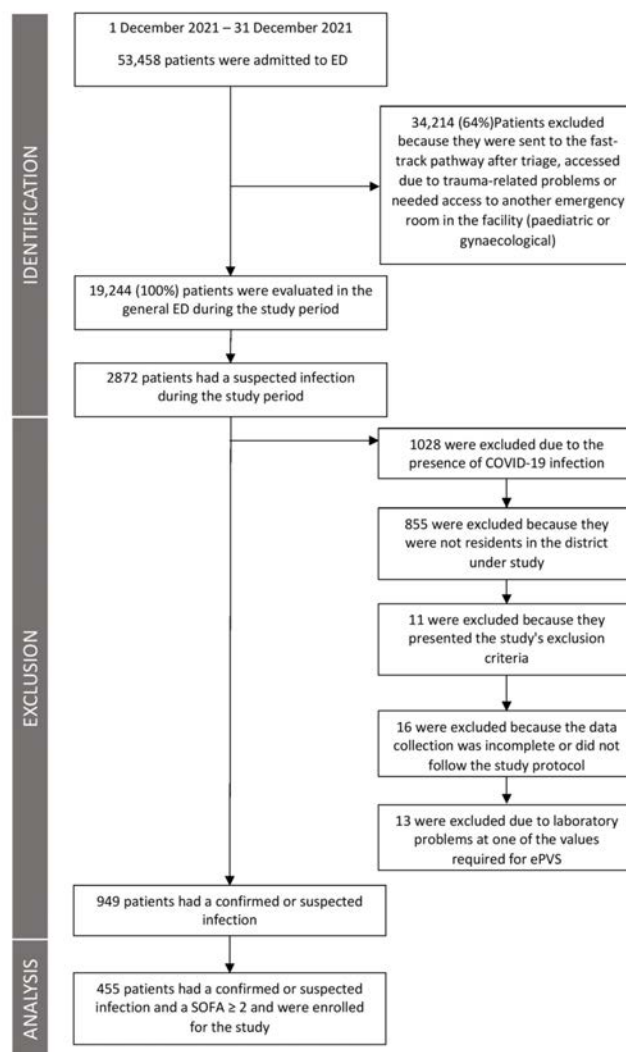 1 December 2021 – 31 December 2021
53,458 patients were admitted to ED
34,214 (64%)Patients excluded
because they were sent to the fast-
track pathway after triage, accessed
due to trauma-related problems or
needed access to another emergency
room in the facility (paediatric or
gynaecological)
IDENTIFICATION
19,244 (100%) patients were evaluated in the
general ED during the study period
2872 patients had a suspected infection
during the study period
1028 were excluded due to the
presence of COVID-19 infection
855 were excluded because they
were not residents in the district
under study
11 were excluded because they
presented the study's exclusion
criteria
EXCLUSION
16 were excluded because the data
collection was incomplete or did not
follow the study protocol
13 were excluded due to laboratory
problems at one of the values
required for ePVS
949 patients had a confirmed or suspected
infection
ANALYSIS
455 patients had a confirmed or suspected
infection and a SOFA ≥ 2 and were enrolled
for the study